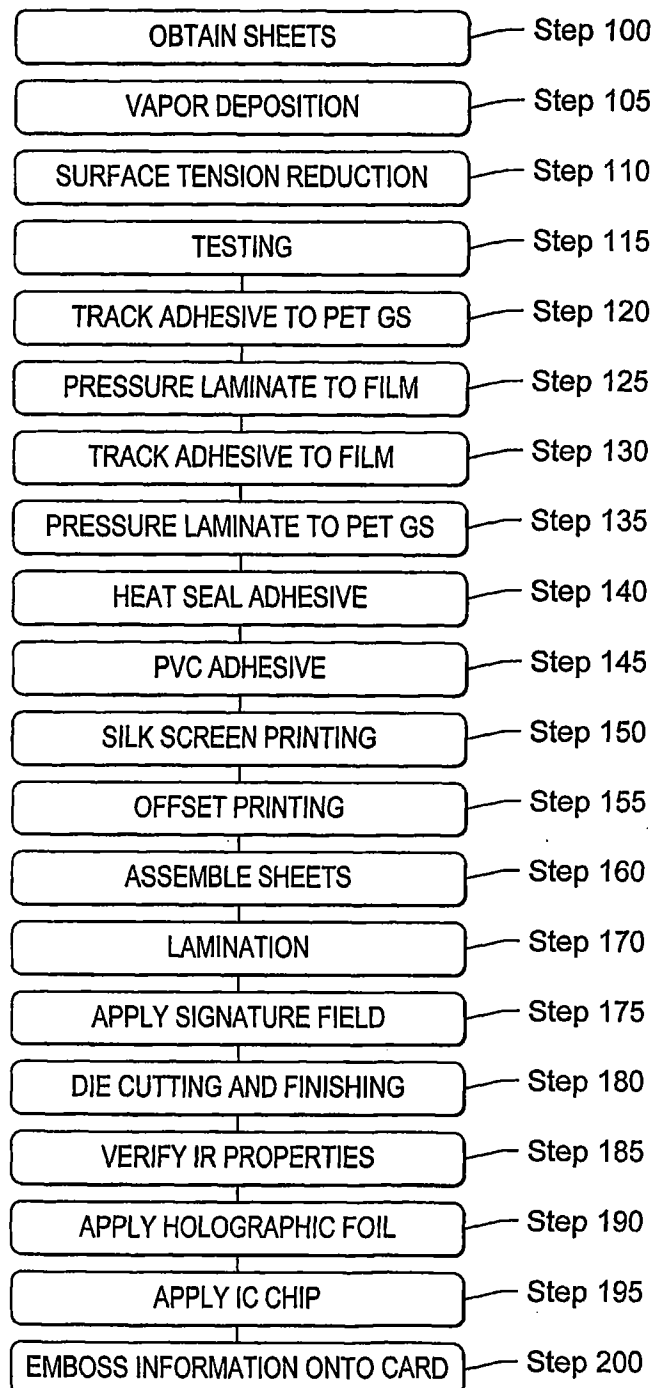 OBTAIN SHEETS Step 100
VAPOR DEPOSITION Step 105
SURFACE TENSION REDUCTION Step 110
TESTING Step 115
TRACK ADHESIVE TO PET GS Step 120
PRESSURE LAMINATE TO FILM Step 125
TRACK ADHESIVE TO FILM Step 130
PRESSURE LAMINATE TO PET GS Step 135
HEAT SEAL ADHESIVE Step 140
PVC ADHESIVE Step 145
SILK SCREEN PRINTING Step 150
OFFSET PRINTING Step 155
ASSEMBLE SHEETS Step 160
LAMINATION Step 170
APPLY SIGNATURE FIELD Step 175
DIE CUTTING AND FINISHING Step 180
VERIFY IR PROPERTIES Step 185
APPLY HOLOGRAPHIC FOIL Step 190
APPLY IC CHIP Step 195
EMBOSS INFORMATION ONTO CARD Step 200